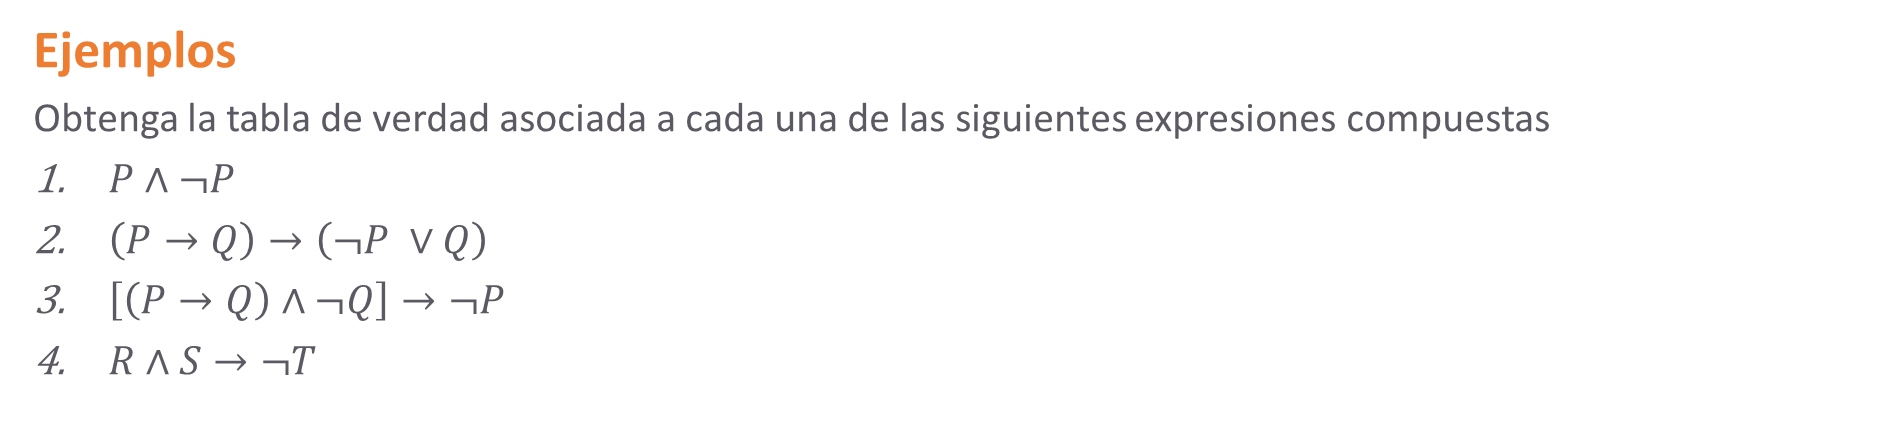 Ejemplos
Obtenga la tabla de verdad asociada a cada una de las siguientes expresiones compuestas
1. P ∧ ¬P
2. (P → Q) → (¬P ∨ Q)
3. [(P → Q) ∧ ¬Q] → ¬P
4. R ∧ S → ¬T